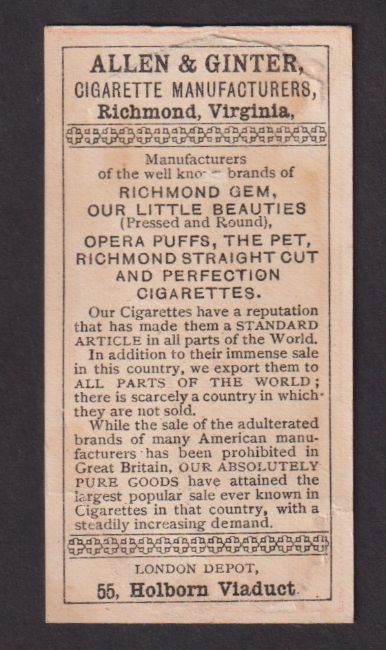 ALLEN & GINTER,
CIGARETTE MANUFACTURERS,
Richmond, Virginia,
Manufacturers
of the well kno brands of
RICHMOND GEM,
OUR LITTLE BEAUTIES
(Pressed and Round),
OPERA PUFFS, THE PET,
RICHMOND STRAIGHT CUT
AND PERFECTION
CIGARETTES.
Our Cigarettes have a reputation
that has made them a STANDARD
ARTICLE in all parts of the World.
In addition to their immense sale
in this country, we export them to
ALL PARTS OF THE WORLD;
there is scarcely a country in which
they are not sold.
While the sale of the adulterated
brands of many American manu-
facturers has been prohibited in
Great Britain, OUR ABSOLUTELY
PURE GOODS have attained the
largest popular sale ever known in
Cigarettes in that country, with a
steadily increasing demand.
LONDON DEPOT,
55, Holborn Viaduct